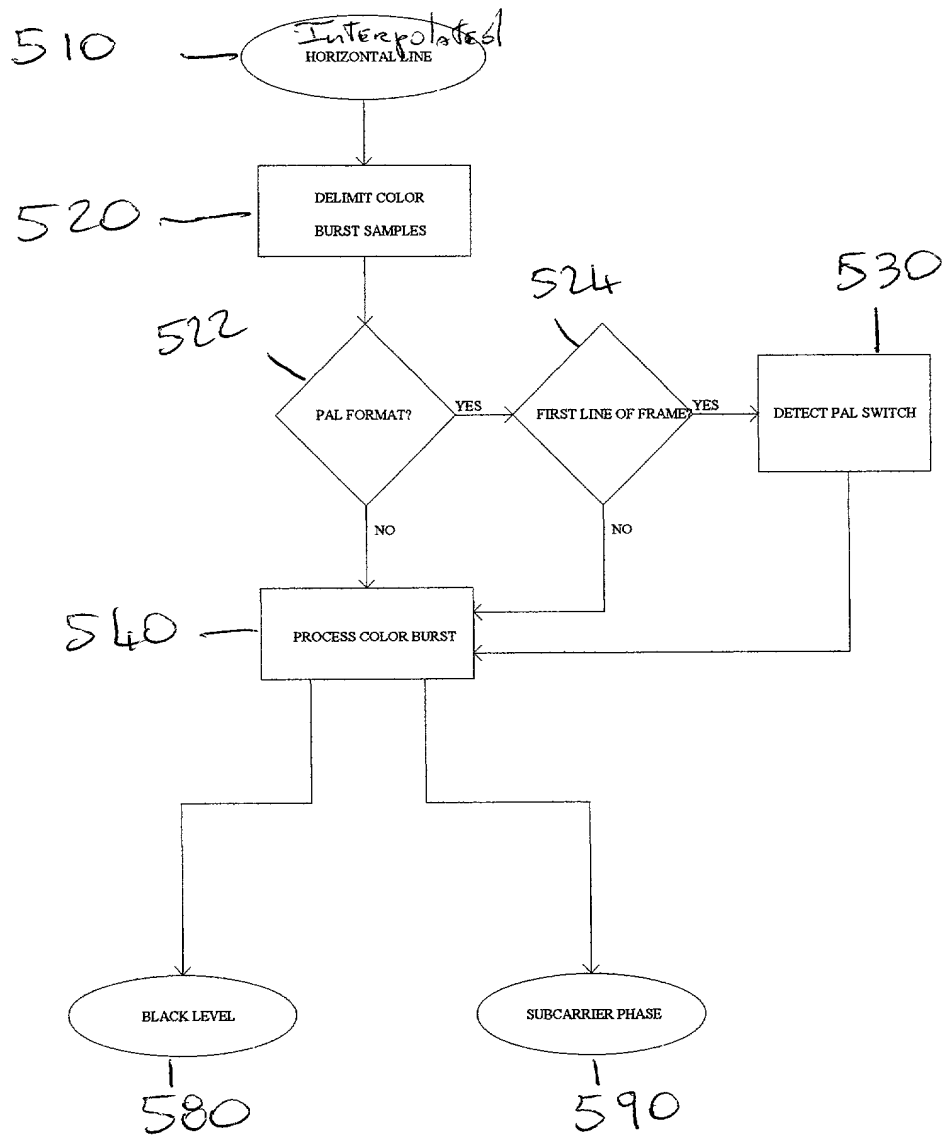 510
Interpolated
HORIZONTAL LINE
520
DELIMIT COLOR
BURST SAMPLES
522
524
530
PAL FORMAT?
YES
FIRST LINE OF FRAME?
YES
DETECT PAL SWITCH
NO
NO
540
PROCESS COLOR BURST
BLACK LEVEL
SUBCARRIER PHASE
580
590